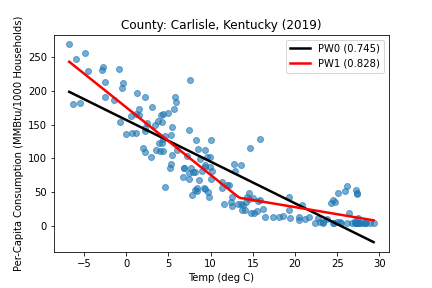 County: Carlisle, Kentucky (2019)
PW0 (0.745)
PW1 (0.828)
Per-Capita Consumption (MMBtu/1000 Households)
250
200
150
100
50
0
−5 0 5 10 15 20 25 30
Temp (deg C)